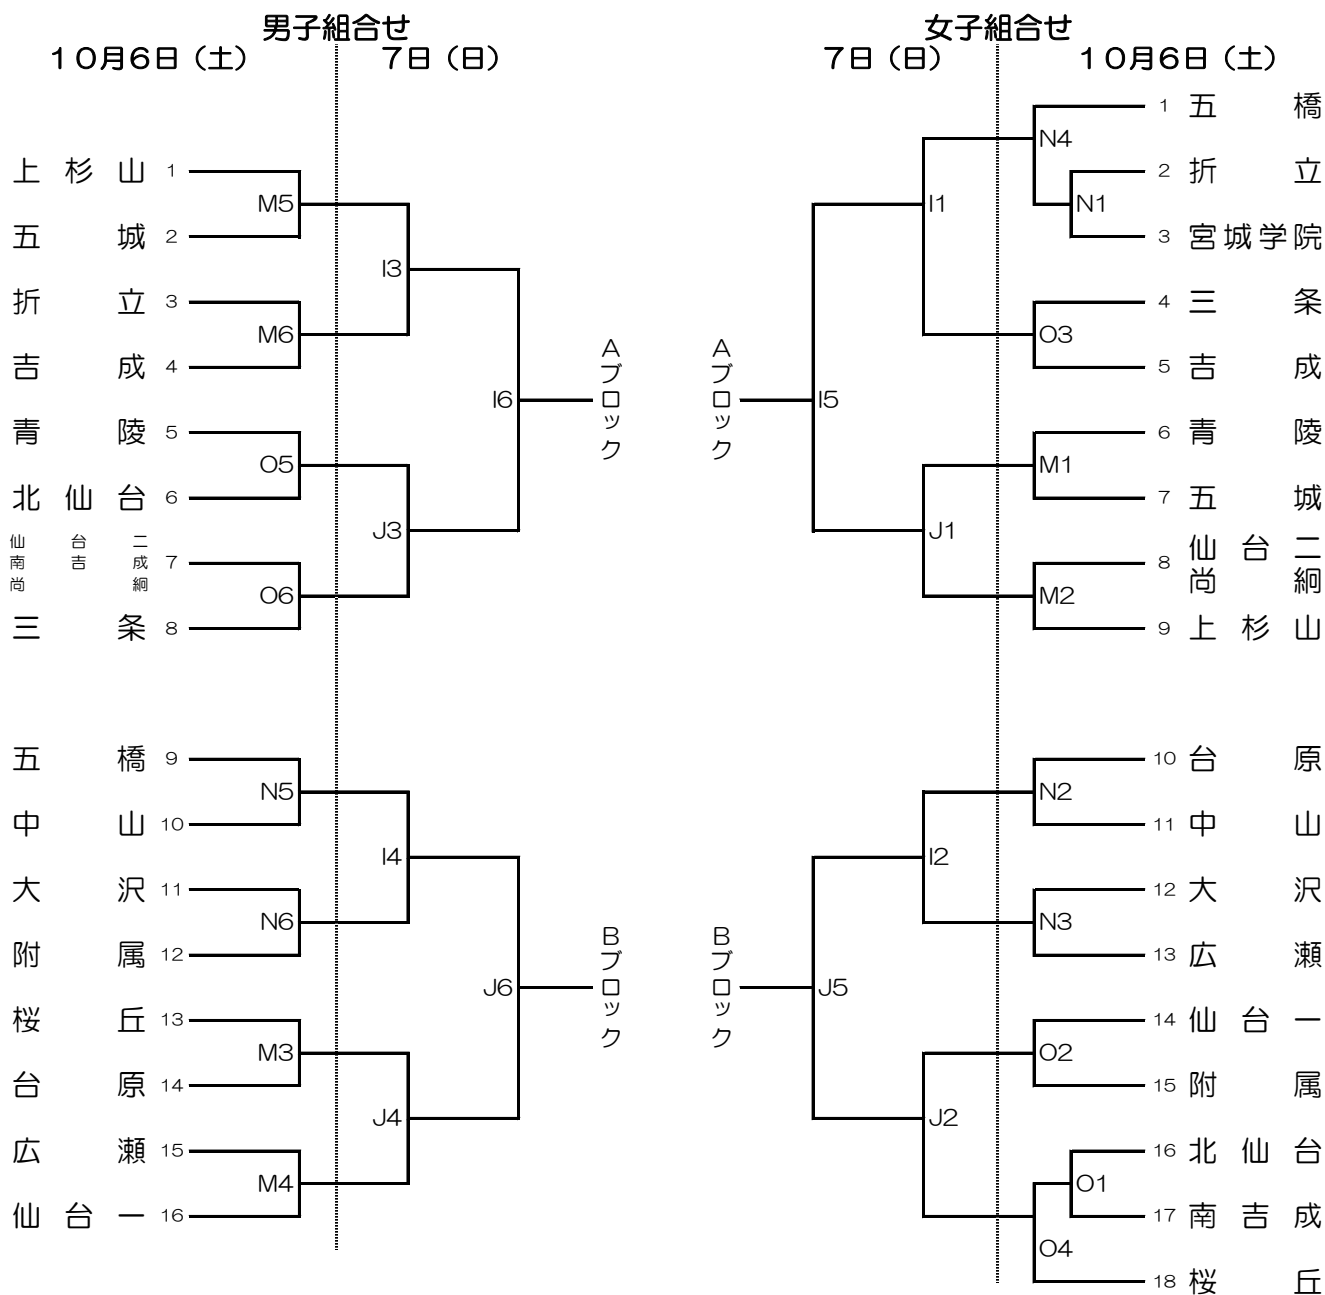 男子組合せ
10月6日（土）
7日（日）
上杉山 1
M5
五城 2
I3
折立 3
M6
吉成 4
I6
Aブロック
青陵 5
O5
北仙台 6
J3
仙台二
南吉成 7
尚絅
O6
三条 8
五橋 9
N5
中山 10
I4
大沢 11
N6
附属 12
J6
Bブロック
桜丘 13
M3
台原 14
J4
広瀬 15
M4
仙台一 16
女子組合せ
7日（日）
10月6日（土）
1 五橋
N4
2 折立
I1
N1
3 宮城学院
4 三条
O3
5 吉成
Aブロック
I5
6 青陵
M1
7 五城
J1
8 仙台二
尚絅
M2
9 上杉山
10 台原
N2
11 中山
I2
12 大沢
N3
13 広瀬
Bブロック
J5
14 仙台一
O2
15 附属
J2
16 北仙台
O1
17 南吉成
O4
18 桜丘